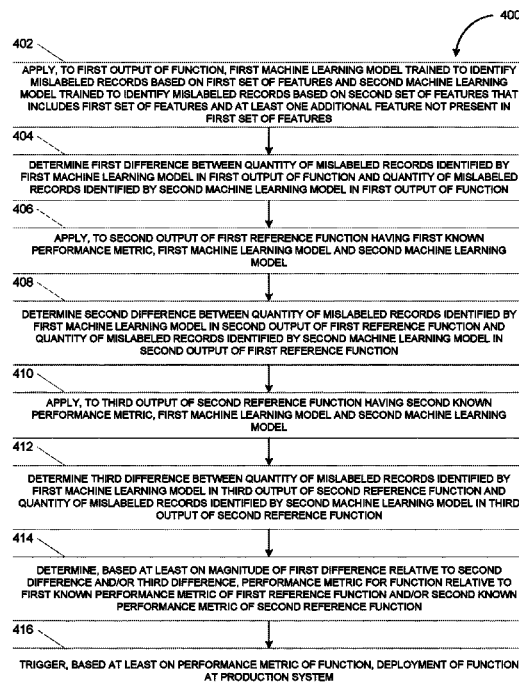 400
402
APPLY, TO FIRST OUTPUT OF FUNCTION, FIRST MACHINE LEARNING MODEL TRAINED TO IDENTIFY
MISLABELED RECORDS BASED ON FIRST SET OF FEATURES AND SECOND MACHINE LEARNING
MODEL TRAINED TO IDENTIFY MISLABELED RECORDS BASED ON SECOND SET OF FEATURES THAT
INCLUDES FIRST SET OF FEATURES AND AT LEAST ONE ADDITIONAL FEATURE NOT PRESENT IN
FIRST SET OF FEATURES
404
DETERMINE FIRST DIFFERENCE BETWEEN QUANTITY OF MISLABELED RECORDS IDENTIFIED BY
FIRST MACHINE LEARNING MODEL IN FIRST OUTPUT OF FUNCTION AND QUANTITY OF MISLABELED
RECORDS IDENTIFIED BY SECOND MACHINE LEARNING MODEL IN FIRST OUTPUT OF FUNCTION
406
APPLY, TO SECOND OUTPUT OF FIRST REFERENCE FUNCTION HAVING FIRST KNOWN
PERFORMANCE METRIC, FIRST MACHINE LEARNING MODEL AND SECOND MACHINE LEARNING
MODEL
408
DETERMINE SECOND DIFFERENCE BETWEEN QUANTITY OF MISLABELED RECORDS IDENTIFIED BY
FIRST MACHINE LEARNING MODEL IN SECOND OUTPUT OF FIRST REFERENCE FUNCTION AND
QUANTITY OF MISLABELED RECORDS IDENTIFIED BY SECOND MACHINE LEARNING MODEL IN
SECOND OUTPUT OF FIRST REFERENCE FUNCTION
410
APPLY, TO THIRD OUTPUT OF SECOND REFERENCE FUNCTION HAVING SECOND KNOWN
PERFORMANCE METRIC, FIRST MACHINE LEARNING MODEL AND SECOND MACHINE LEARNING
MODEL
412
DETERMINE THIRD DIFFERENCE BETWEEN QUANTITY OF MISLABELED RECORDS IDENTIFIED BY
FIRST MACHINE LEARNING MODEL IN THIRD OUTPUT OF SECOND REFERENCE FUNCTION AND
QUANTITY OF MISLABELED RECORDS IDENTIFIED BY SECOND MACHINE LEARNING MODEL IN THIRD
OUTPUT OF SECOND REFERENCE FUNCTION
414
DETERMINE, BASED AT LEAST ON MAGNITUDE OF FIRST DIFFERENCE RELATIVE TO SECOND
DIFFERENCE AND/OR THIRD DIFFERENCE, PERFORMANCE METRIC FOR FUNCTION RELATIVE TO
FIRST KNOWN PERFORMANCE METRIC OF FIRST REFERENCE FUNCTION AND/OR SECOND KNOWN
PERFORMANCE METRIC OF SECOND REFERENCE FUNCTION
416
TRIGGER, BASED AT LEAST ON PERFORMANCE METRIC OF FUNCTION, DEPLOYMENT OF FUNCTION
AT PRODUCTION SYSTEM